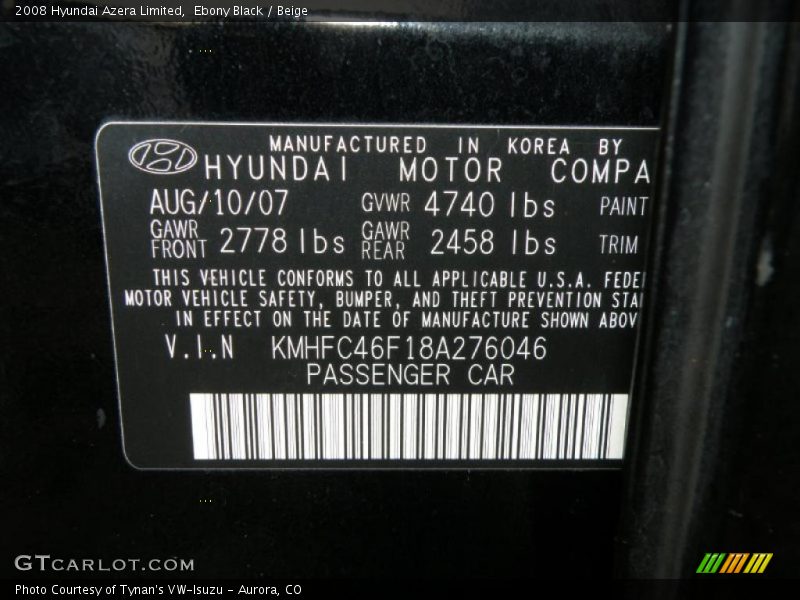 2008 Hyundai Azera Limited,  Ebony Black / Beige
MANUFACTURED IN KOREA BY
HYUNDAI MOTOR COMPA
AUG/10/07 GVWR 4740 lbs PAINT
GAWR FRONT 2778 lbs GAWR REAR 2458 lbs TRIM
THIS VEHICLE CONFORMS TO ALL APPLICABLE U.S.A. FEDE
MOTOR VEHICLE SAFETY, BUMPER, AND THEFT PREVENTION STA
IN EFFECT ON THE DATE OF MANUFACTURE SHOWN ABOV
V.I.N KMHFC46F18A276046
PASSENGER CAR
GTCARLOT.COM
Photo Courtesy of Tynan's VW-Isuzu - Aurora, CO